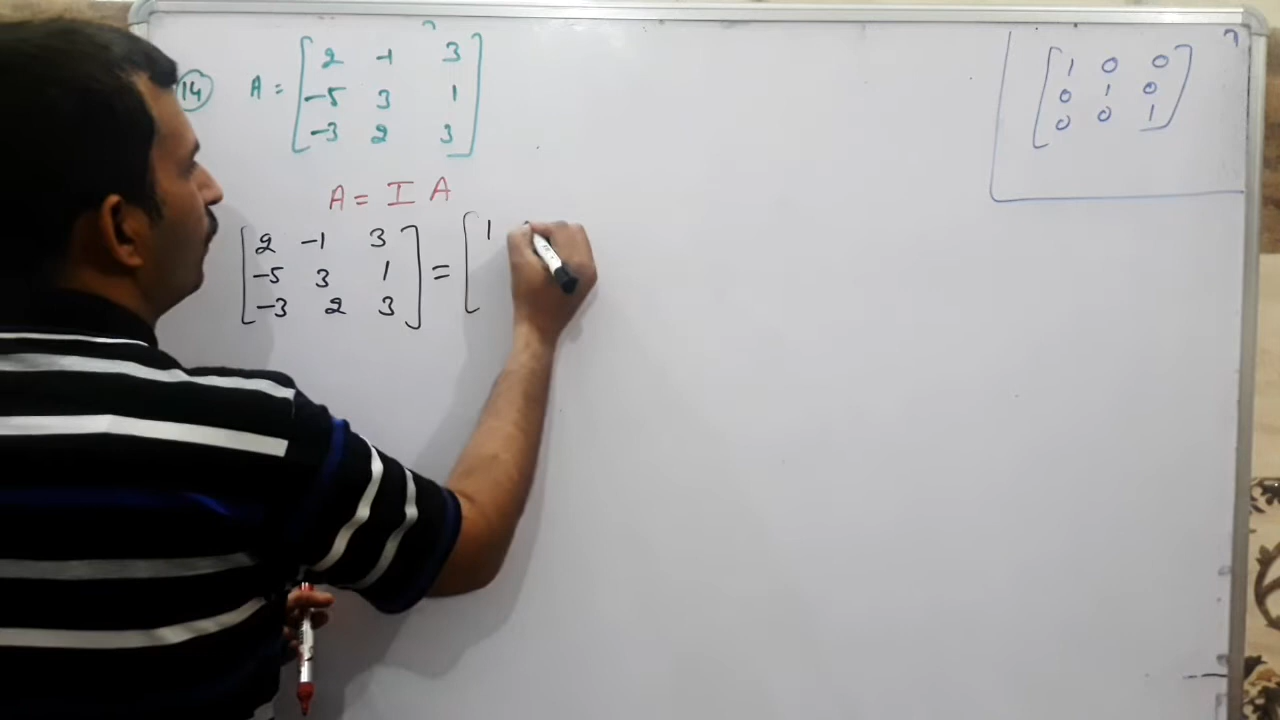 14 A = [ 2 -1 3
-5 3 1
-3 2 3 ]
A = I A
[ 2 -1 3
-5 3 1
-3 2 3 ] = [ 1
[ 1 0 0
0 1 0
0 0 1 ]